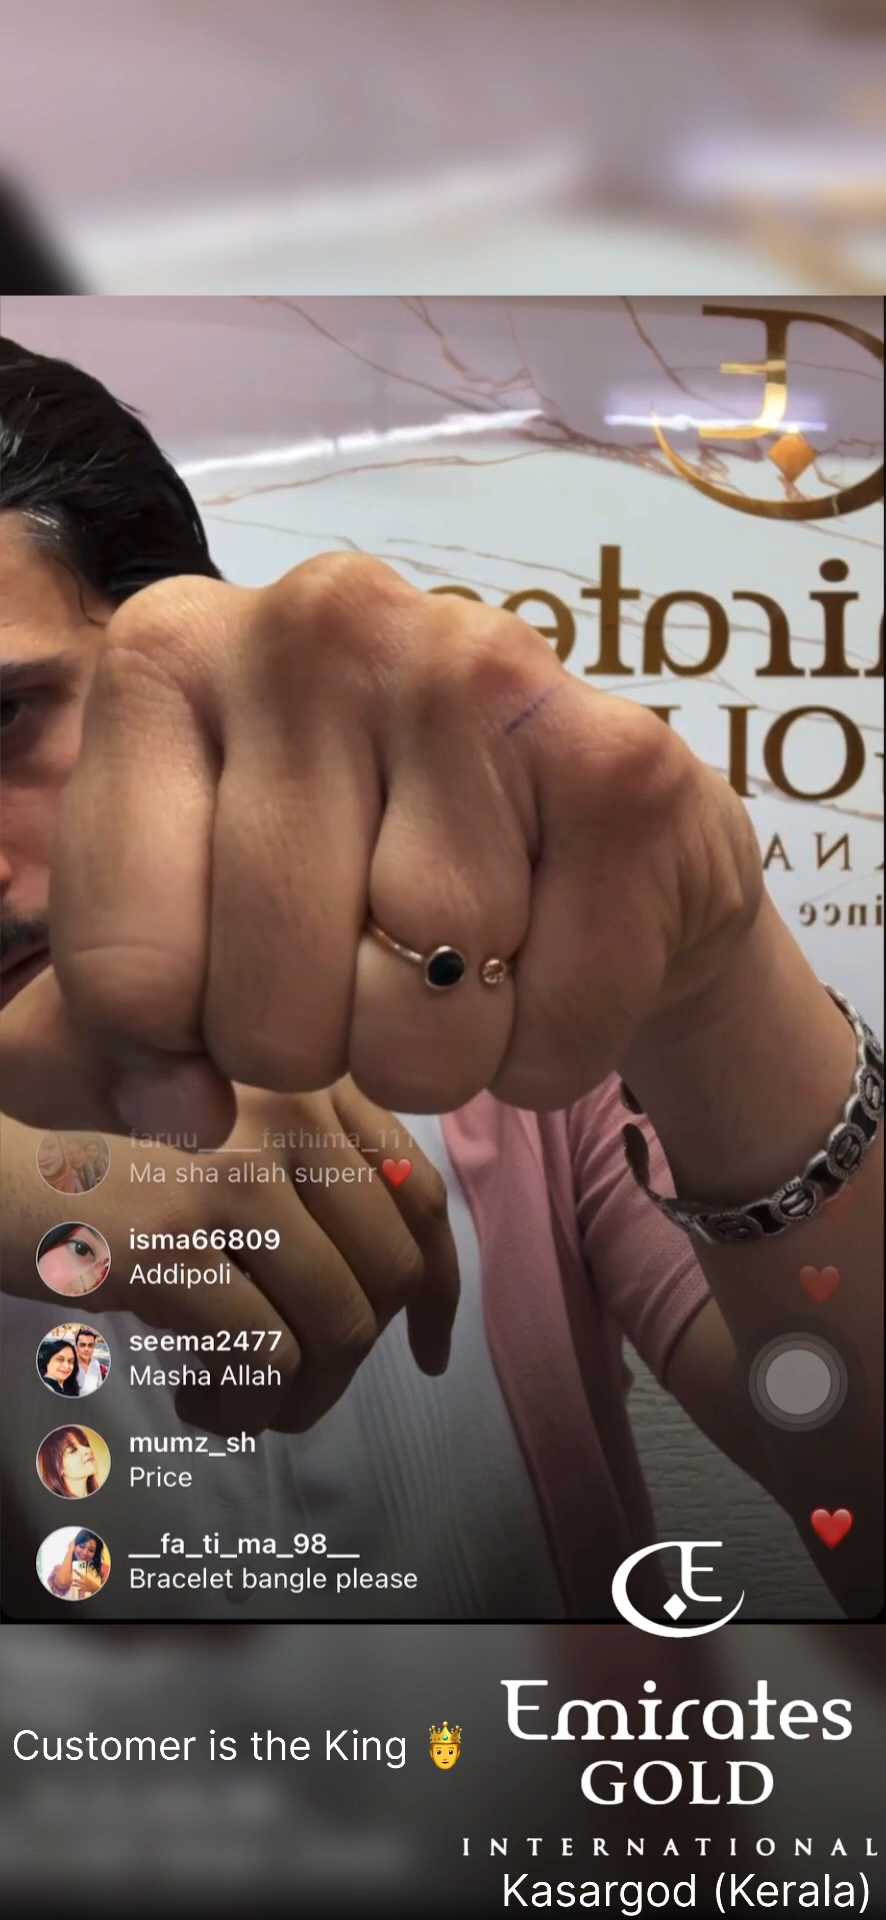 faruu____fathima_111
Ma sha allah superr❤️
isma66809
Addipoli
seema2477
Masha Allah
mumz_sh
Price
__fa_ti_ma_98__
Bracelet bangle please
Customer is the King 🤴
Emirates
GOLD
INTERNATIONAL
Kasargod (Kerala)